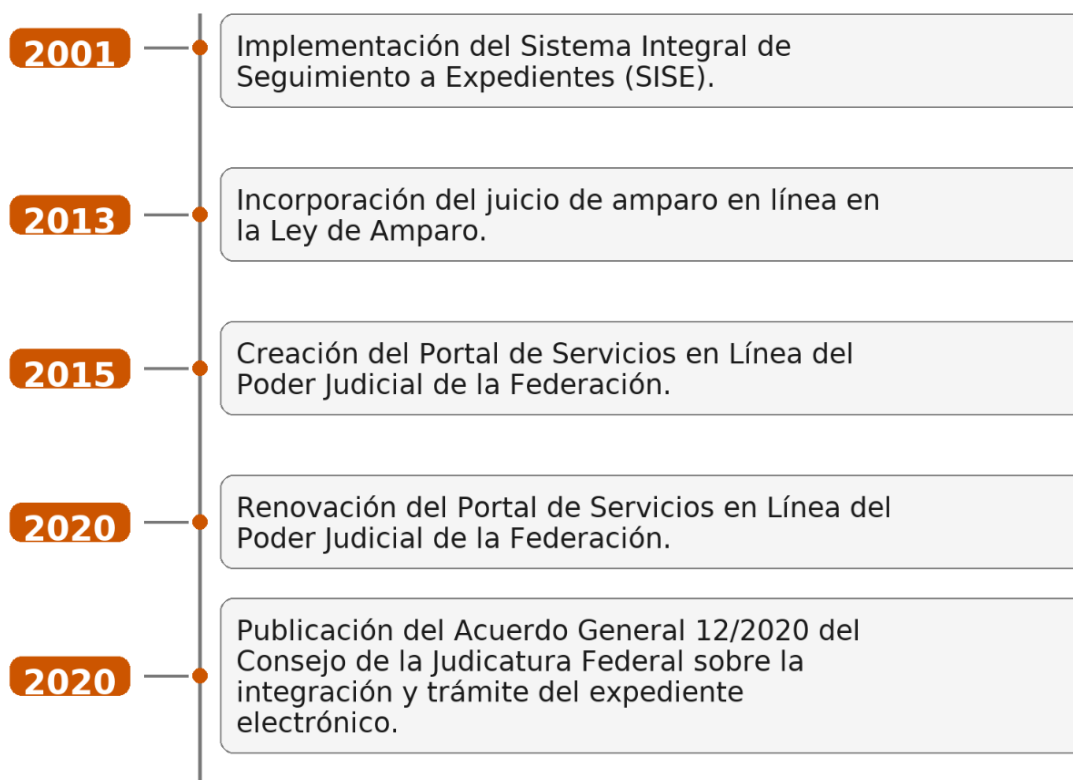 2001
Implementación del Sistema Integral de
Seguimiento a Expedientes (SISE).
2013
Incorporación del juicio de amparo en línea en
la Ley de Amparo.
2015
Creación del Portal de Servicios en Línea del
Poder Judicial de la Federación.
2020
Renovación del Portal de Servicios en Línea del
Poder Judicial de la Federación.
2020
Publicación del Acuerdo General 12/2020 del
Consejo de la Judicatura Federal sobre la
integración y trámite del expediente
electrónico.